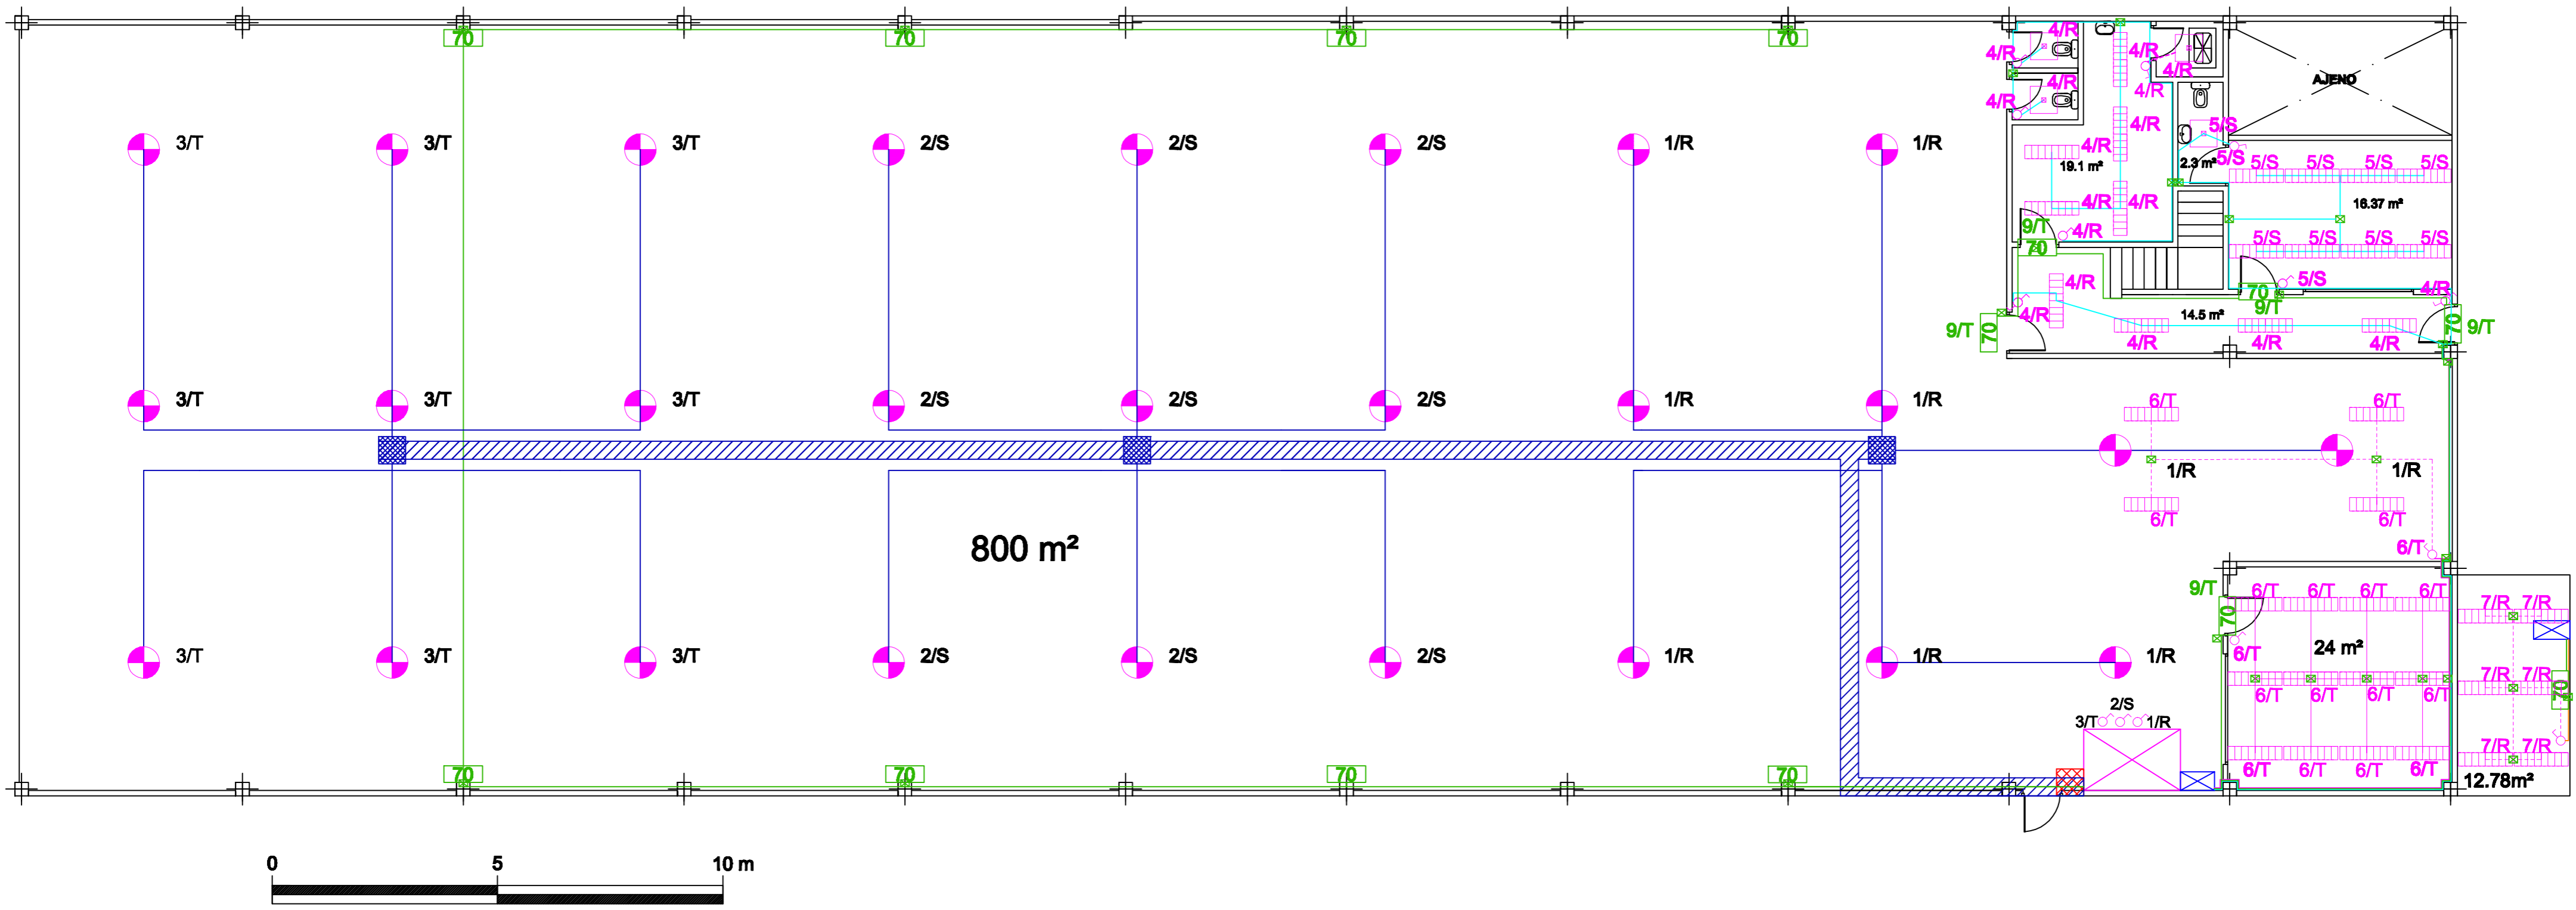 70 70 70 70
4/R 4/R 4/R
4/R 4/R
AJENO
4/R 4/R 4/R
3/T 3/T 3/T 2/S 2/S 2/S 1/R 1/R
4/R 5/S
4/R 5/S 5/S 5/S 5/S 5/S
19.1 m² 2.3 m²
4/R 4/R 16.37 m²
9/T 4/R 5/S 5/S 5/S 5/S
70
4/R 5/S 4/R
70
9/T
4/R 14.5 m²
9/T 70 70 9/T
4/R 4/R 4/R
3/T 3/T 3/T 2/S 2/S 2/S 1/R 1/R
6/T 6/T
1/R 1/R
6/T 6/T
800 m²
6/T
9/T 6/T 6/T 6/T 6/T
70 7/R 7/R
3/T 3/T 3/T 2/S 2/S 2/S 1/R 1/R 1/R
6/T 24 m²
7/R 7/R
6/T 6/T 6/T 6/T 70
2/S
3/T 1/R
7/R 7/R
70 70 70 70
6/T 6/T 6/T 6/T
12.78m²
0 5 10 m